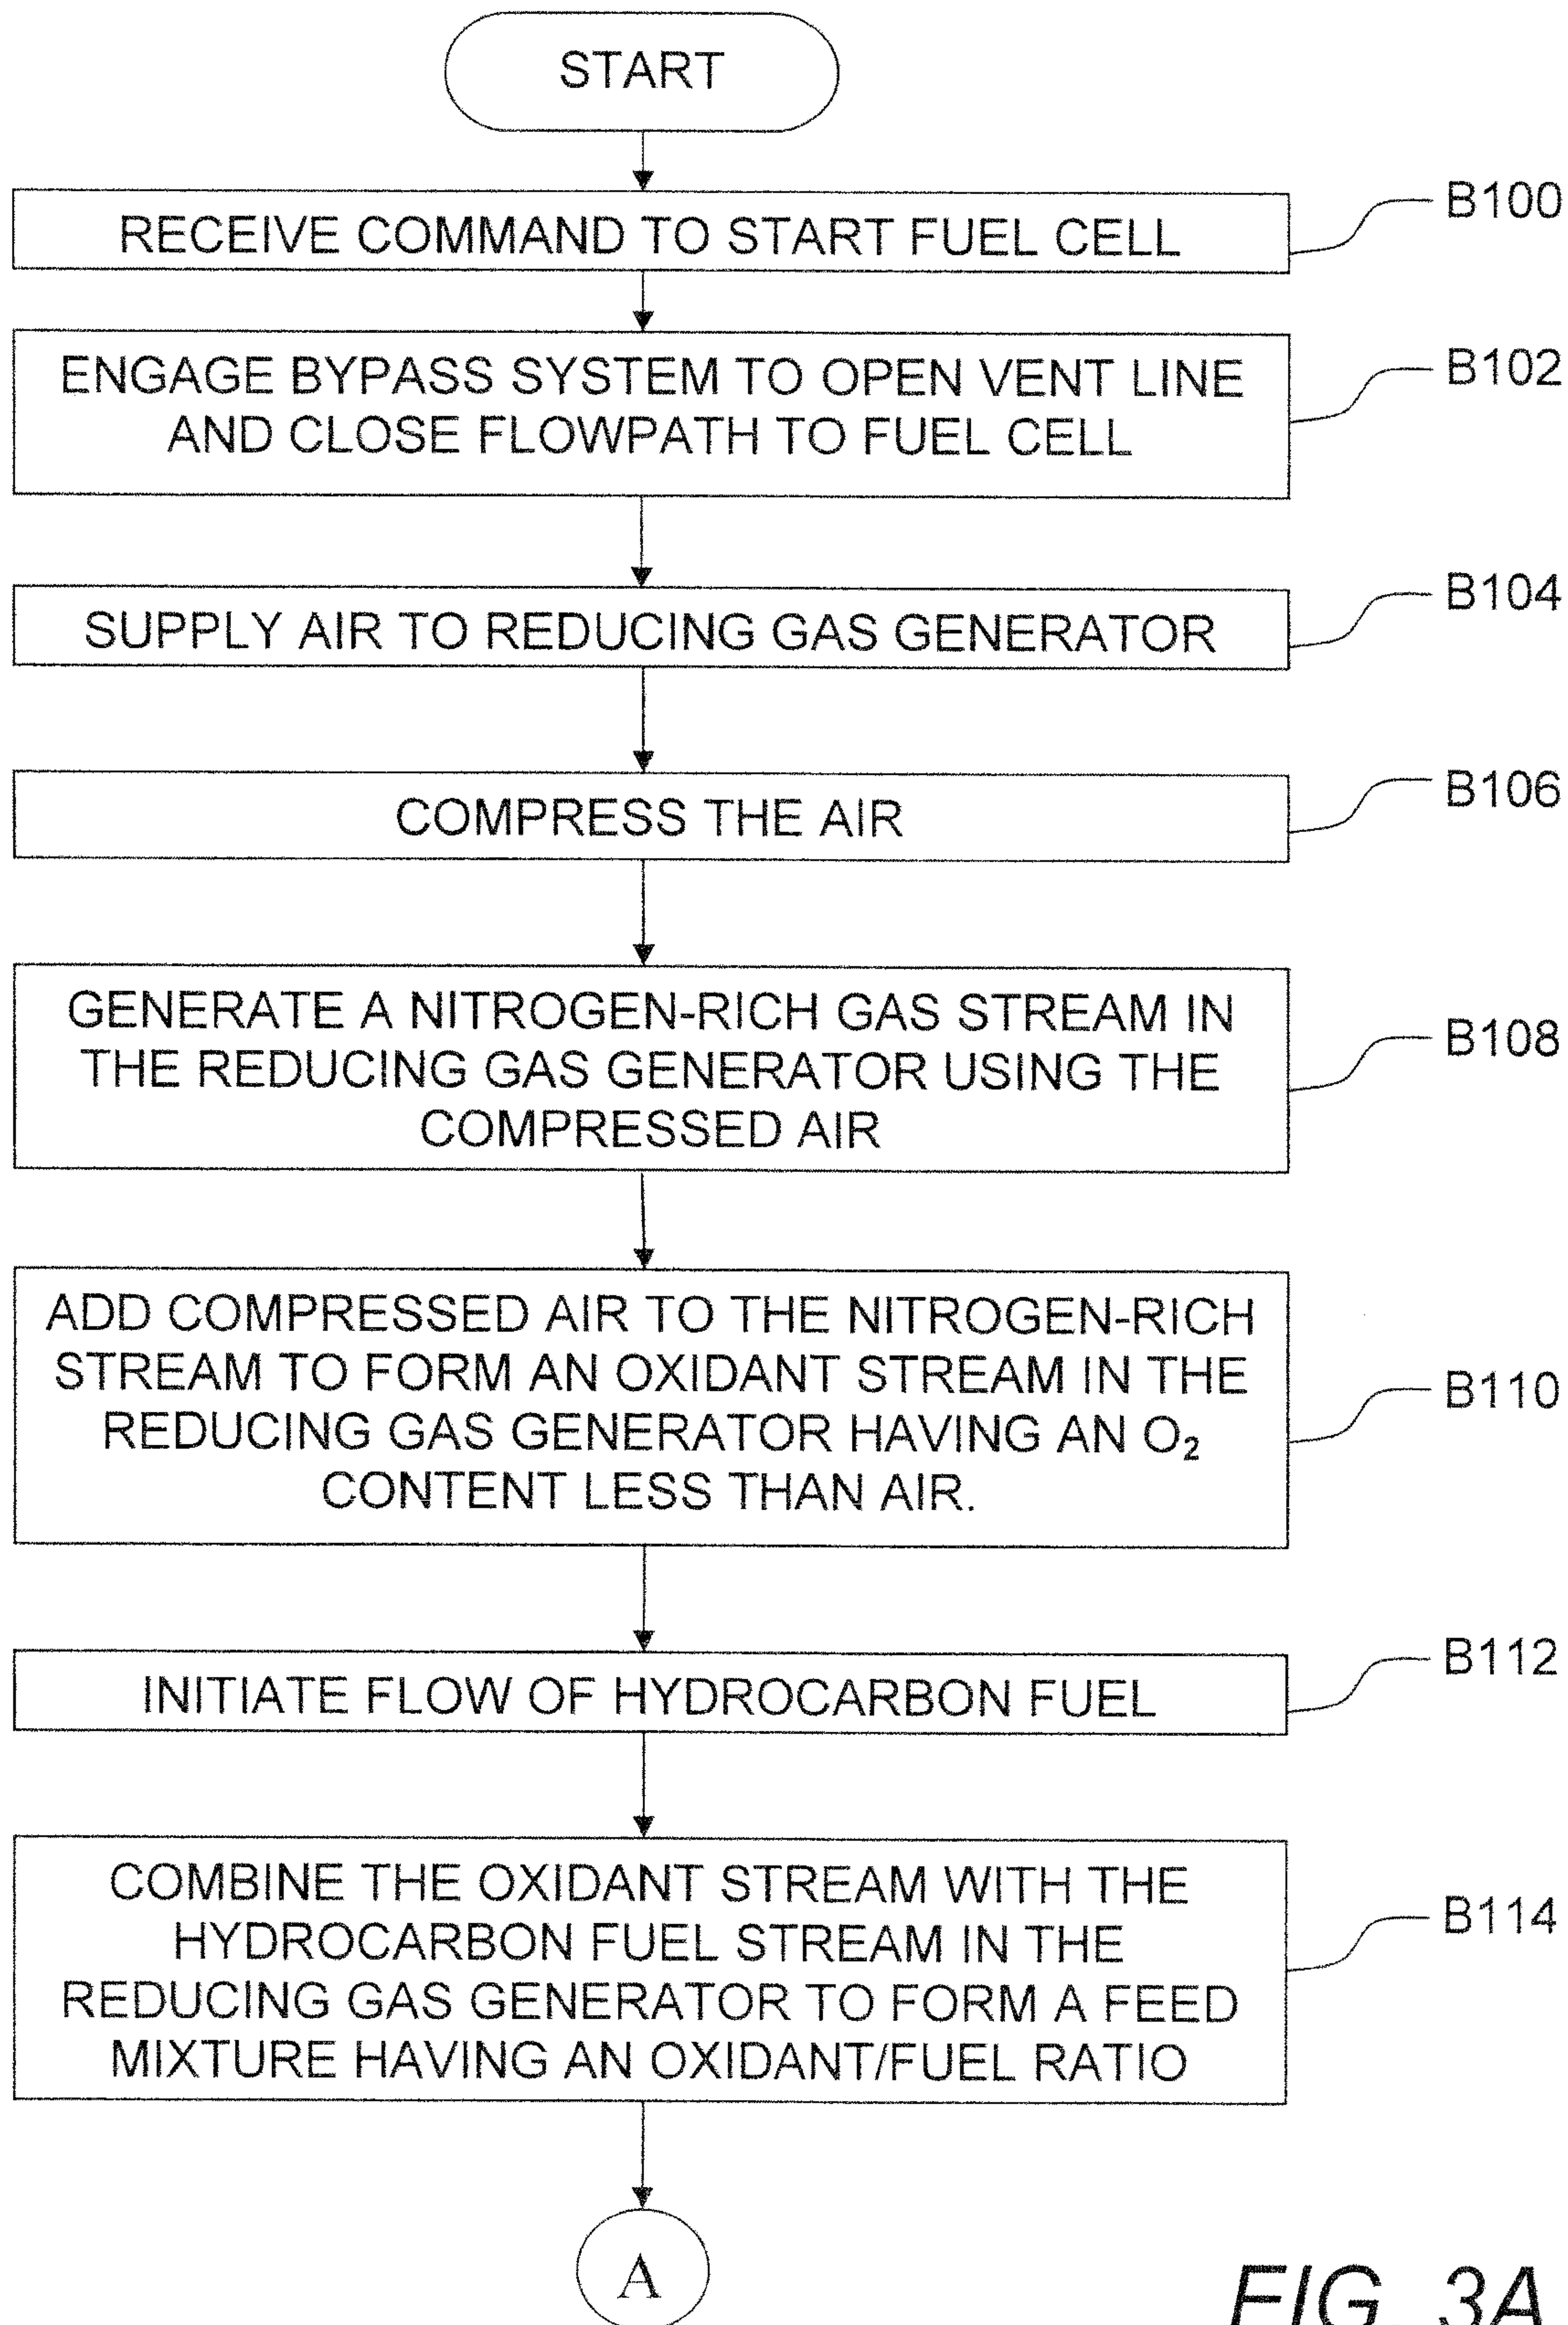 START
RECEIVE COMMAND TO START FUEL CELL
B100
ENGAGE BYPASS SYSTEM TO OPEN VENT LINE
AND CLOSE FLOWPATH TO FUEL CELL
B102
SUPPLY AIR TO REDUCING GAS GENERATOR
B104
COMPRESS THE AIR
B106
GENERATE A NITROGEN-RICH GAS STREAM IN
THE REDUCING GAS GENERATOR USING THE
COMPRESSED AIR
B108
ADD COMPRESSED AIR TO THE NITROGEN-RICH
STREAM TO FORM AN OXIDANT STREAM IN THE
REDUCING GAS GENERATOR HAVING AN O₂
CONTENT LESS THAN AIR.
B110
INITIATE FLOW OF HYDROCARBON FUEL
B112
COMBINE THE OXIDANT STREAM WITH THE
HYDROCARBON FUEL STREAM IN THE
REDUCING GAS GENERATOR TO FORM A FEED
MIXTURE HAVING AN OXIDANT/FUEL RATIO
B114
A
FIG. 3A